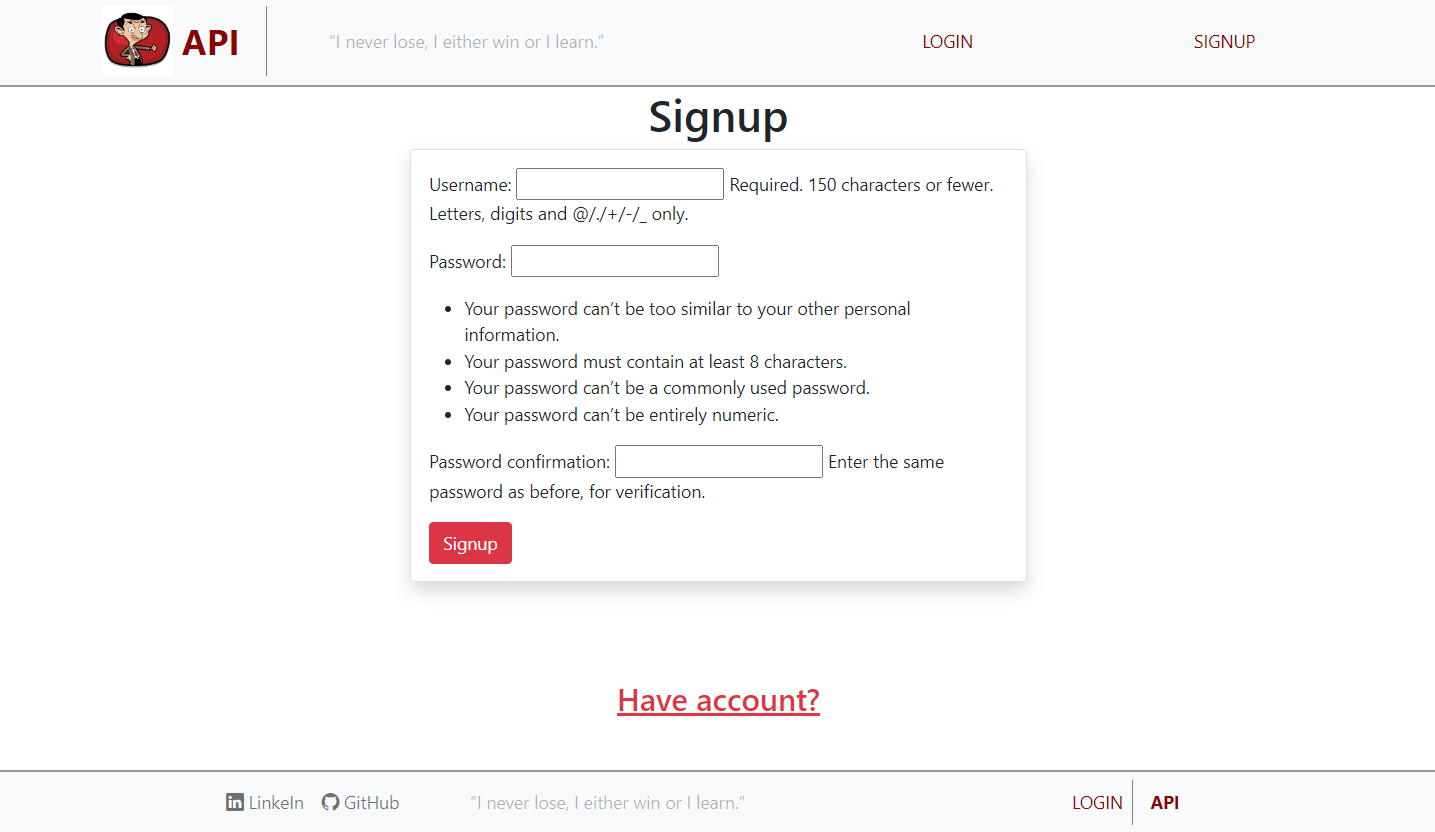 API
“I never lose, I either win or I learn.”
LOGIN
SIGNUP
Signup
Username:
Required. 150 characters or fewer.
Letters, digits and @/./+/-/_ only.
Password:
Your password can’t be too similar to your other personal
information.
Your password must contain at least 8 characters.
Your password can’t be a commonly used password.
Your password can’t be entirely numeric.
Password confirmation:
Enter the same
password as before, for verification.
Signup
Have account?
LinkeIn
GitHub
“I never lose, I either win or I learn.”
LOGIN
API